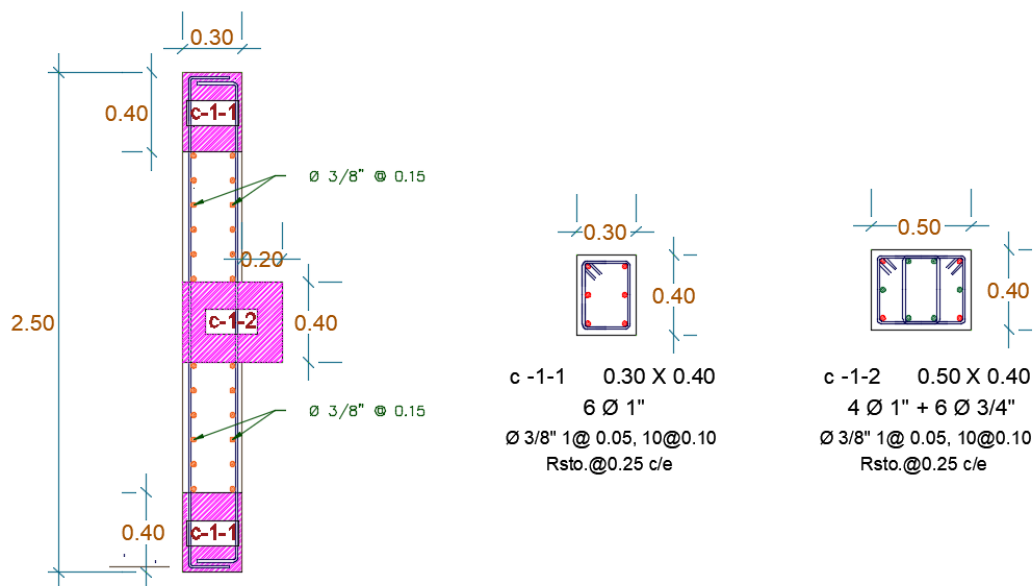 0.30
0.40
c-1-1
Ø 3/8" @ 0.15
0.20
2.50
c-1-2
0.40
Ø 3/8" @ 0.15
0.40
c-1-1
0.30
0.40
c -1-1 0.30 X 0.40
6 Ø 1"
Ø 3/8" 1@ 0.05, 10@0.10
Rsto.@0.25 c/e
0.50
0.40
c -1-2 0.50 X 0.40
4 Ø 1" + 6 Ø 3/4"
Ø 3/8" 1@ 0.05, 10@0.10
Rsto.@0.25 c/e